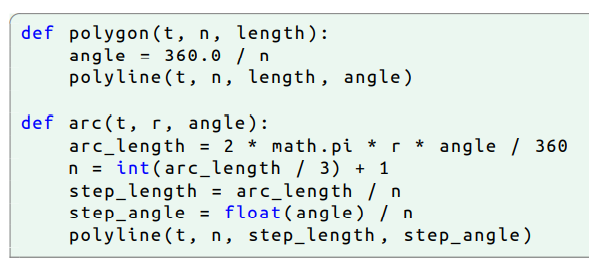 def polygon(t, n, length):
    angle = 360.0 / n
    polyline(t, n, length, angle)

def arc(t, r, angle):
    arc_length = 2 * math.pi * r * angle / 360
    n = int(arc_length / 3) + 1
    step_length = arc_length / n
    step_angle = float(angle) / n
    polyline(t, n, step_length, step_angle)